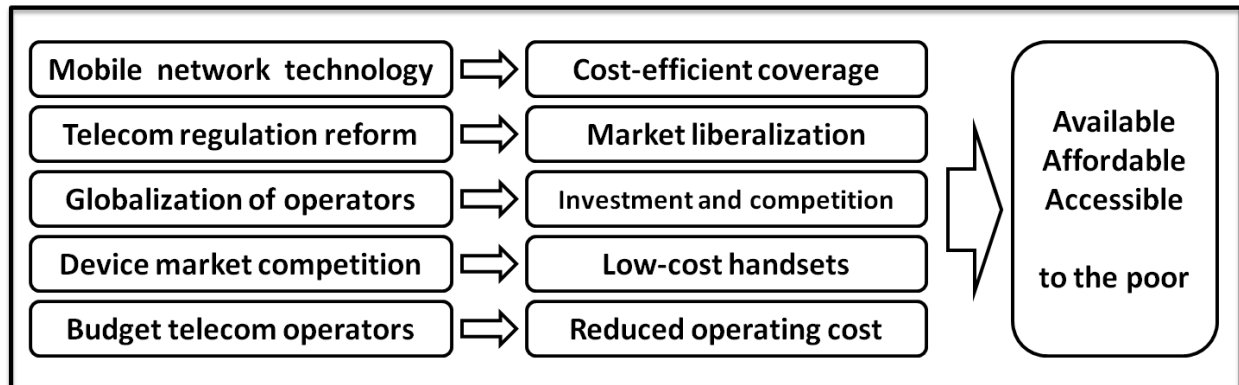 Mobile network technology
Cost-efficient coverage
Telecom regulation reform
Market liberalization
Globalization of operators
Investment and competition
Device market competition
Low-cost handsets
Budget telecom operators
Reduced operating cost
Available
Affordable
Accessible
to the poor